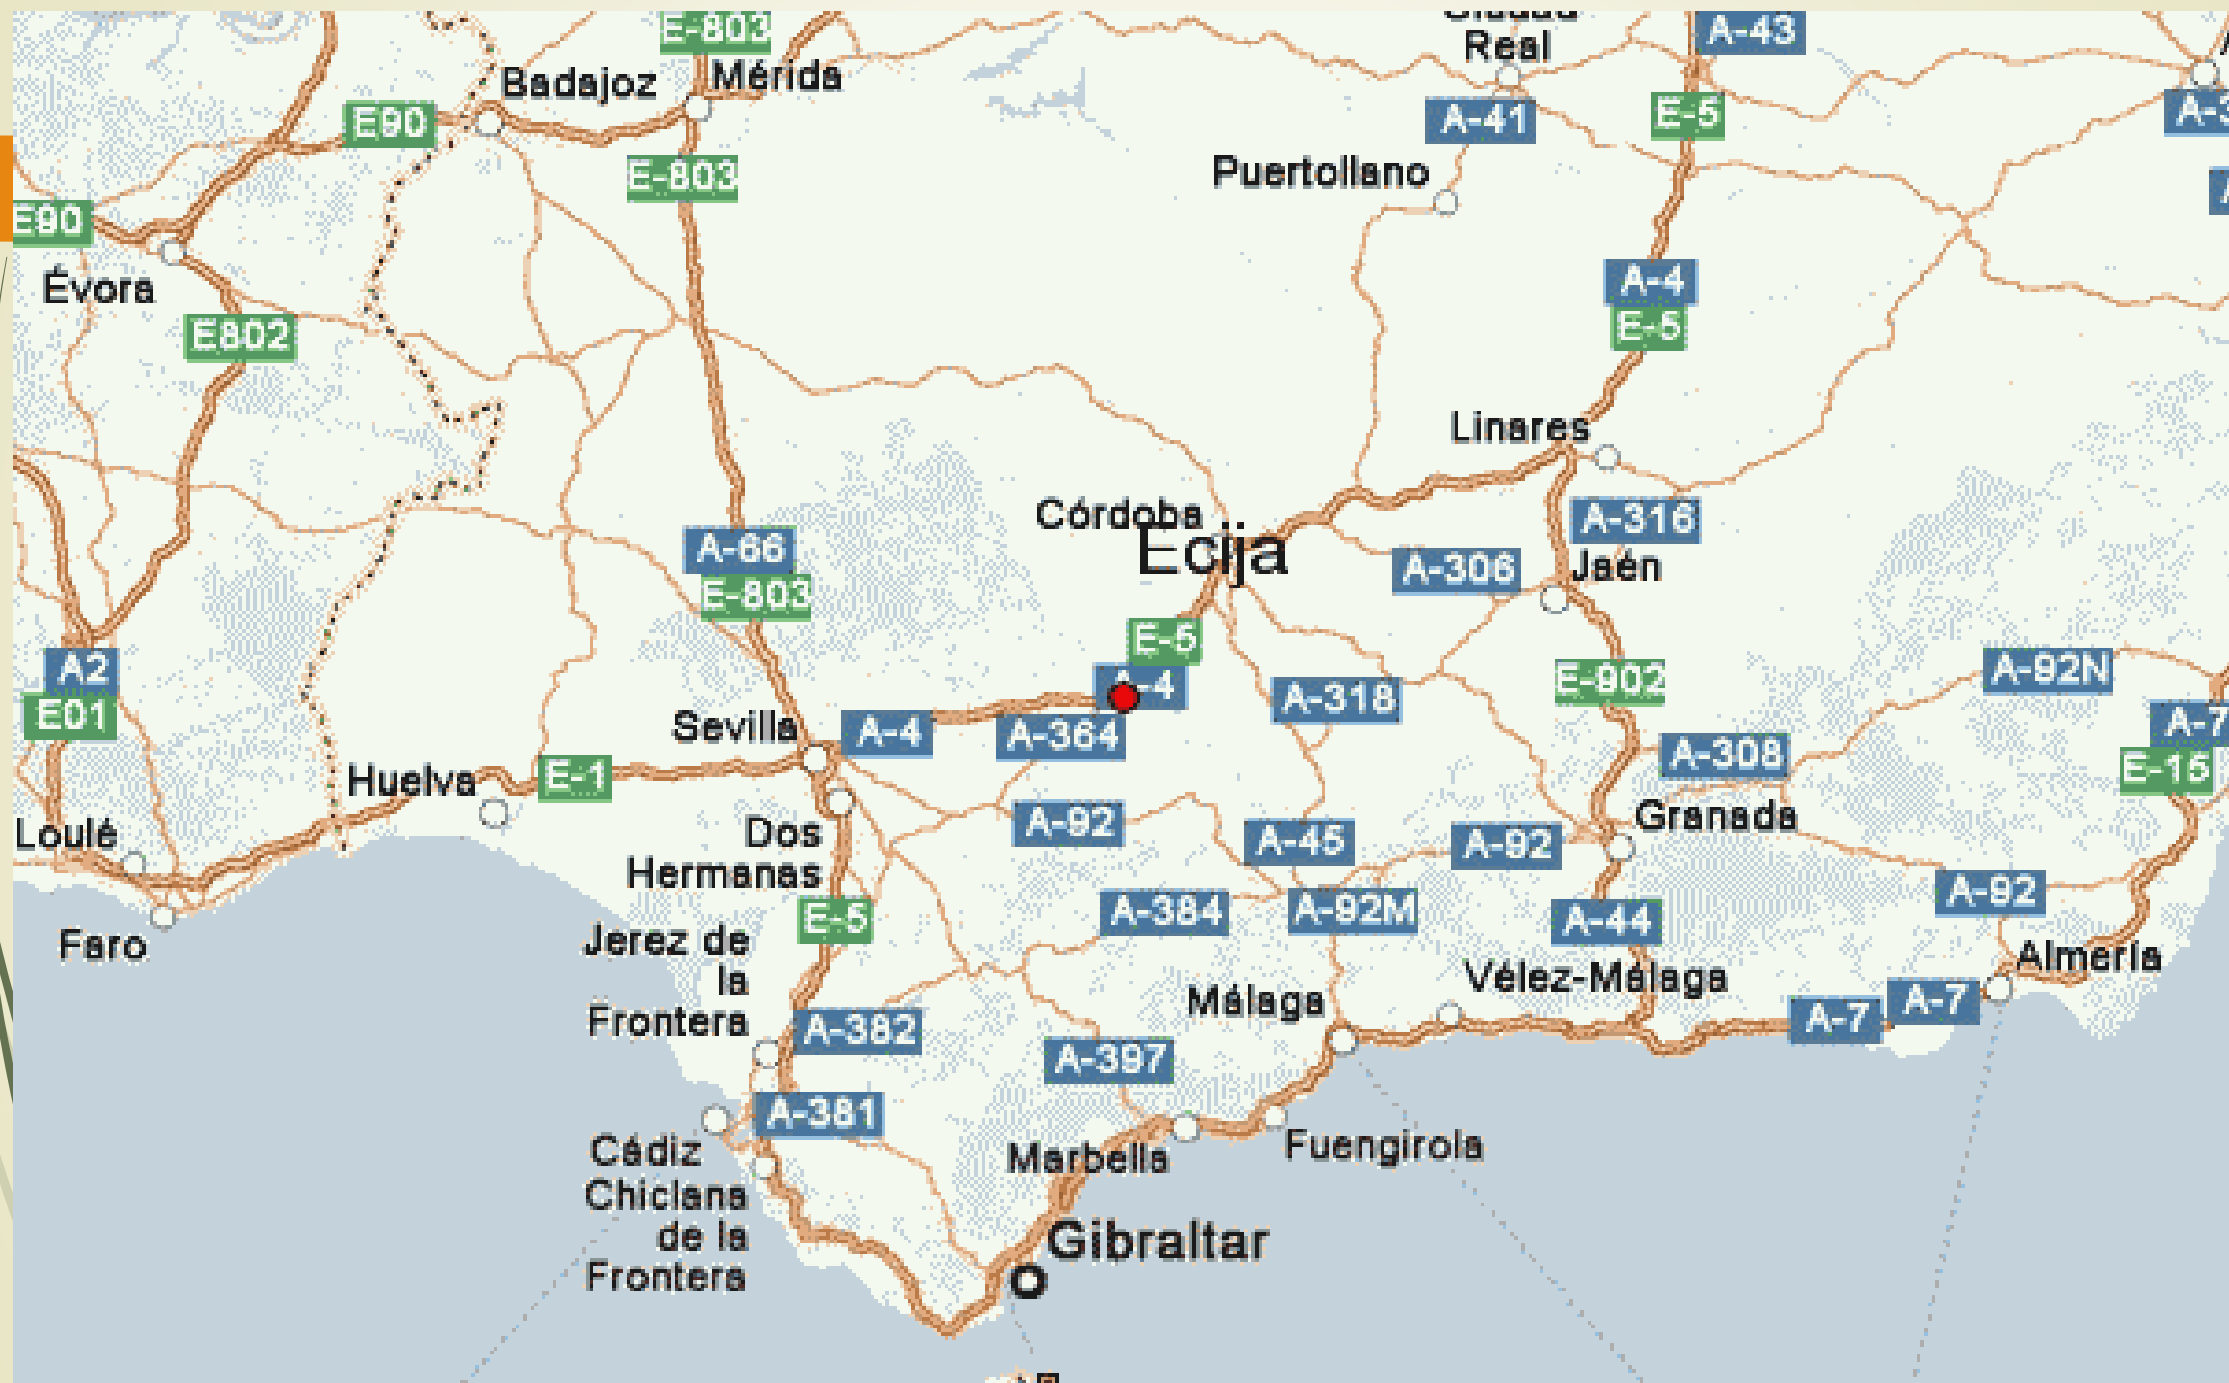 E-803
Ciudad
Real
A-43
Badajoz
Mérida
E90
A-41
E-5
E-803
Puertollano
E90
Évora
A-4
E802
E-5
Linares
Córdoba
A-316
Écija
A-66
A-306
Jaén
E-803
E-5
A2
A-4
E-902
A-92N
A-318
E01
Sevilla
A-4
A-364
A-7
A-308
E-15
Huelva
E-1
Granada
Loulé
Dos
Hermanas
A-92
A-45
A-92
A-92
E-5
A-384
A-92M
A-44
Faro
Jerez de
la
Frontera
Almería
Vélez-Málaga
Málaga
A-7
A-7
A-382
A-397
A-381
Cádiz
Marbella
Fuengirola
Chiclana
de la
Frontera
Gibraltar